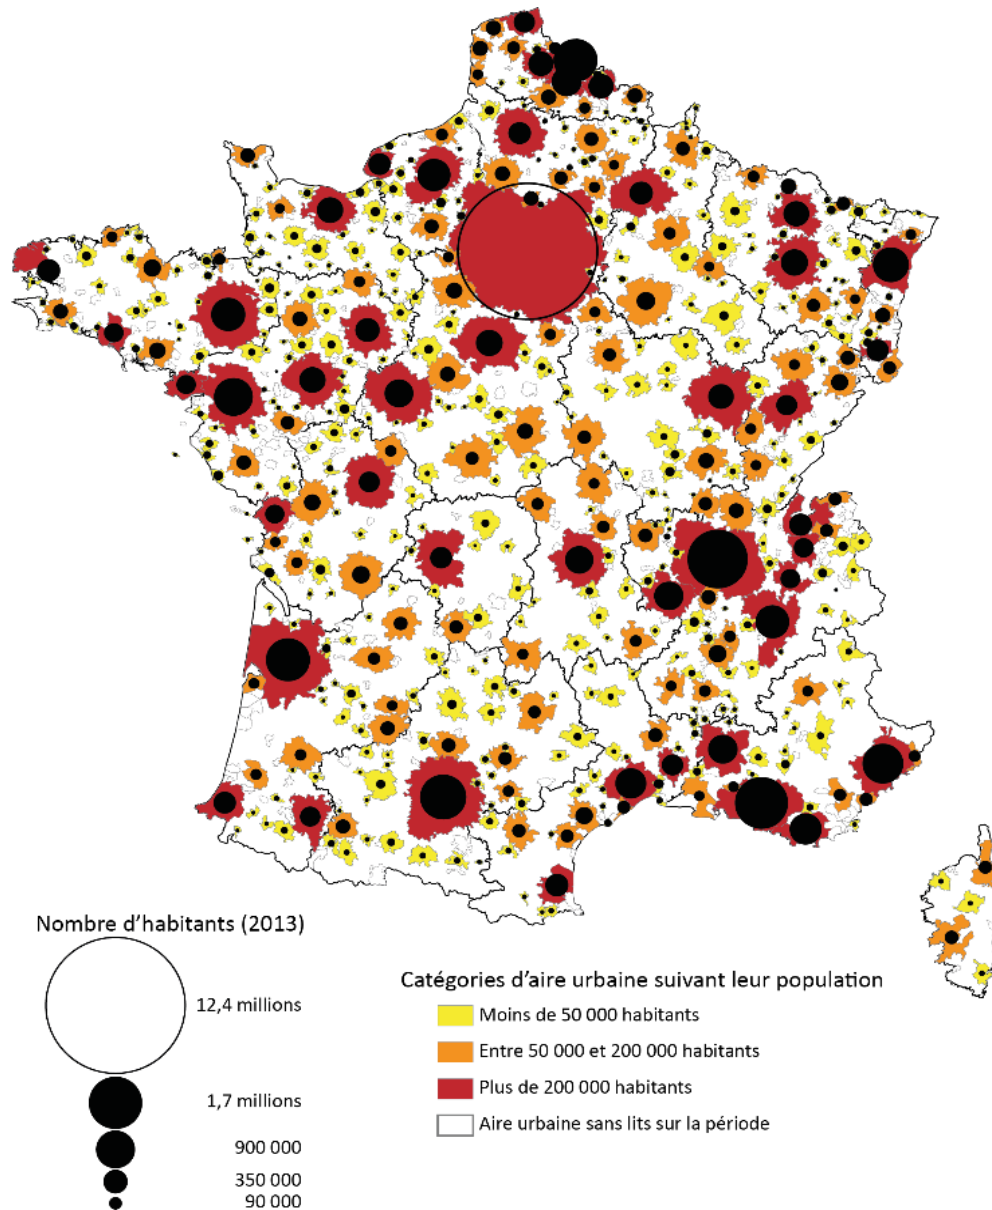 Nombre d'habitants (2013)
12,4 millions
1,7 millions
900 000
350 000
90 000
Catégories d'aire urbaine suivant leur population
Moins de 50 000 habitants
Entre 50 000 et 200 000 habitants
Plus de 200 000 habitants
Aire urbaine sans lits sur la période